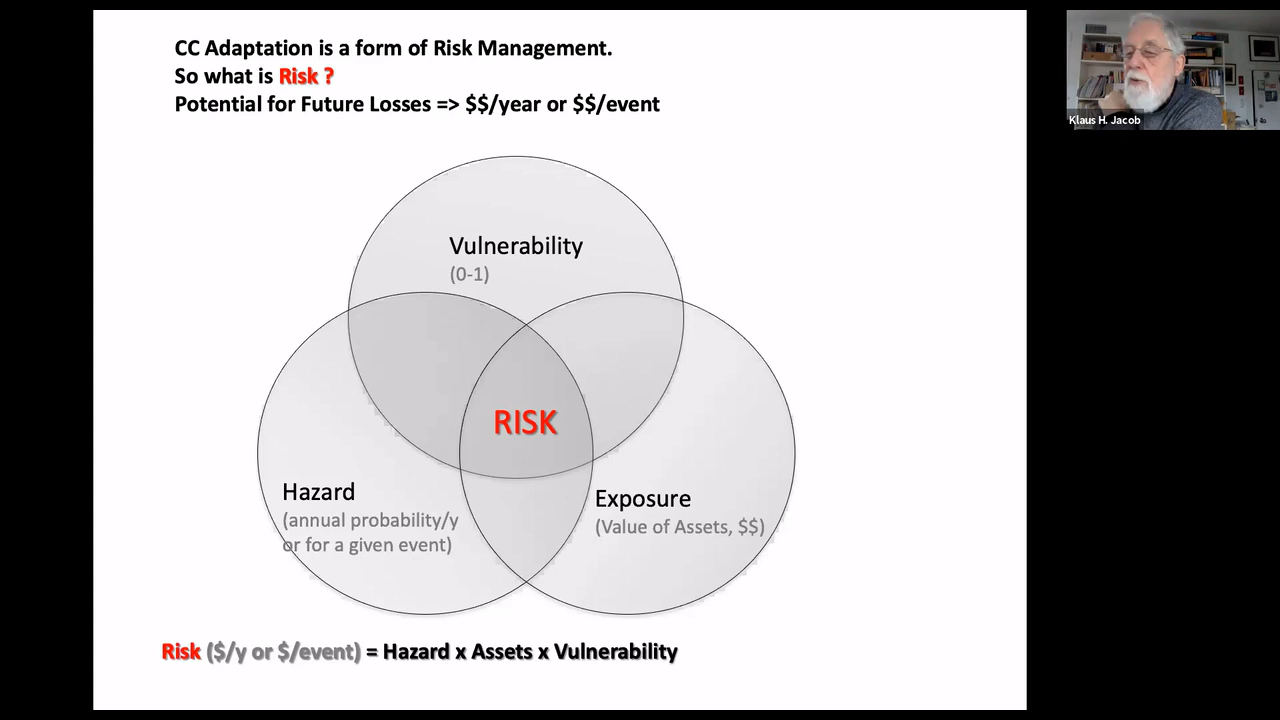 CC Adaptation is a form of Risk Management.
So what is Risk ?
Potential for Future Losses => $$/year or $$/event
Klaus H. Jacob
Vulnerability
(0-1)
RISK
Hazard
(annual probability/y
or for a given event)
Exposure
(Value of Assets, $$)
Risk ($/y or $/event) = Hazard x Assets x Vulnerability